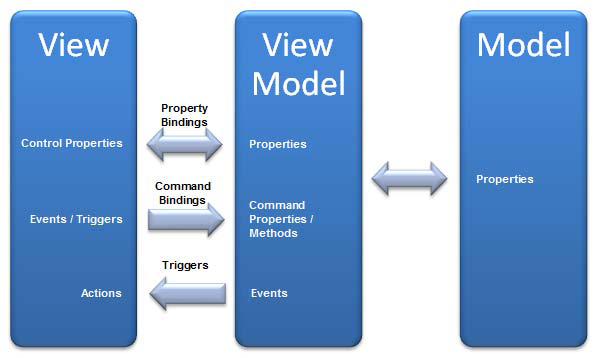 View
View
Model
Model
Property
Bindings
Control Properties
Properties
Properties
Command
Bindings
Events / Triggers
Command
Properties /
Methods
Triggers
Actions
Events